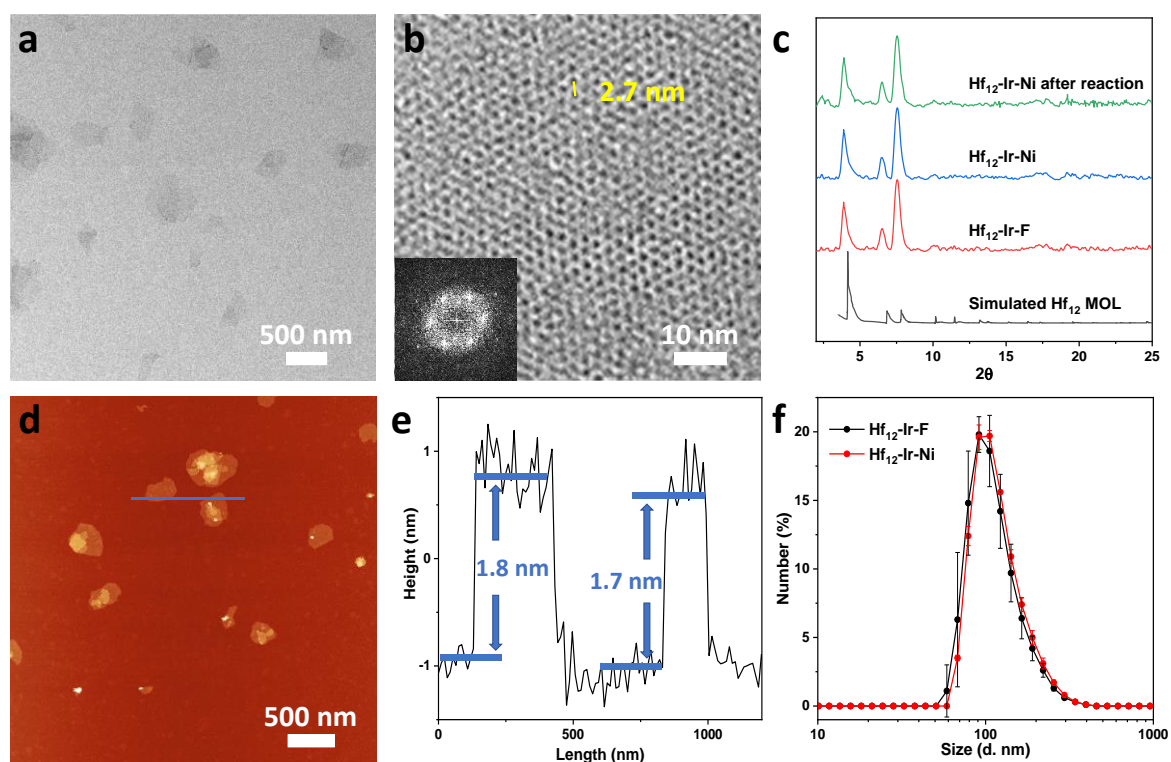 a
500 nm
b
2.7 nm
10 nm
c
Hf₁₂-Ir-Ni after reaction
Hf₁₂-Ir-Ni
Hf₁₂-Ir-F
Simulated Hf₁₂ MOL
5 10 15 20 25
2θ
d
500 nm
e
Height (nm)
1
0
-1
1.8 nm
1.7 nm
0 500 1000
Length (nm)
f
Hf₁₂-Ir-F
Hf₁₂-Ir-Ni
Number (%)
20
15
10
5
0
10 100 1000
Size (d. nm)